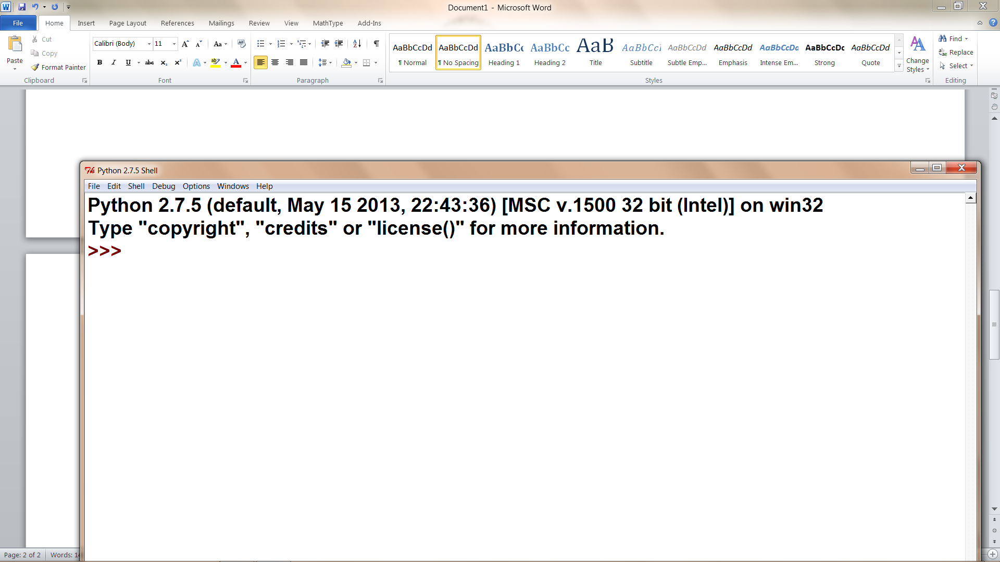 Document1 - Microsoft Word
File Home Insert Page Layout References Mailings Review View MathType Add-Ins
Paste Cut Copy Format Painter
Clipboard
Calibri (Body) 11
Font
Paragraph
AaBbCcDd AaBbCcDd AaBbCc AaBbCc AaB AaBbCcI AaBbCcDd AaBbCcDd AaBbCcDd AaBbCcDc AaBbCcDd
¶ Normal ¶ No Spacing Heading 1 Heading 2 Title Subtitle Subtle Emp... Emphasis Intense Em... Strong Quote
Change Styles
Styles
Find
Replace
Select
Editing
Python 2.7.5 Shell
File Edit Shell Debug Options Windows Help
Python 2.7.5 (default, May 15 2013, 22:43:36) [MSC v.1500 32 bit (Intel)] on win32
Type "copyright", "credits" or "license()" for more information.
>>>
Page: 2 of 2 Words: 14